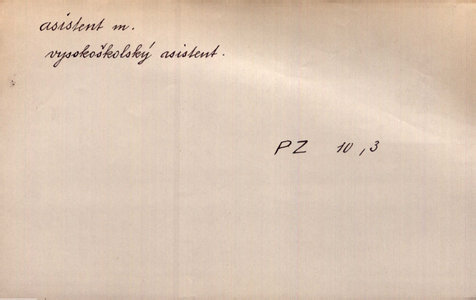 asistent m.
vysokoškolský asistent.
PZ 10,3